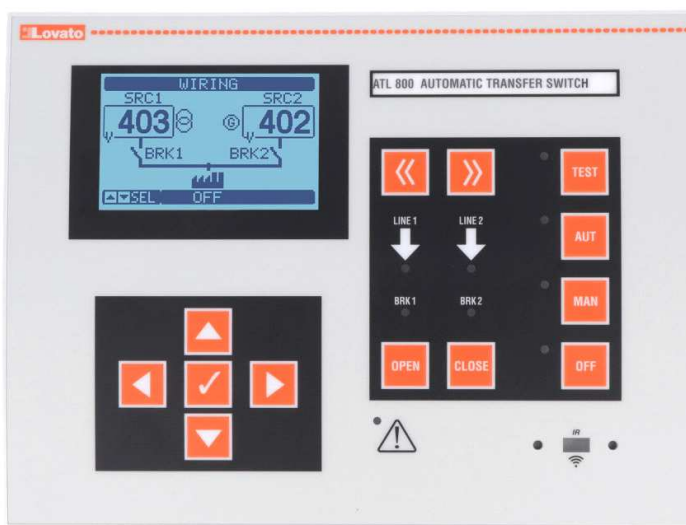 Lovato
WIRING
SRC1 SRC2
403 G 402
V V
BRK1 BRK2
SEL OFF
ATL 800 AUTOMATIC TRANSFER SWITCH
TEST
LINE 1 LINE 2
AUT
BRK1 BRK2
MAN
OPEN CLOSE OFF
IR